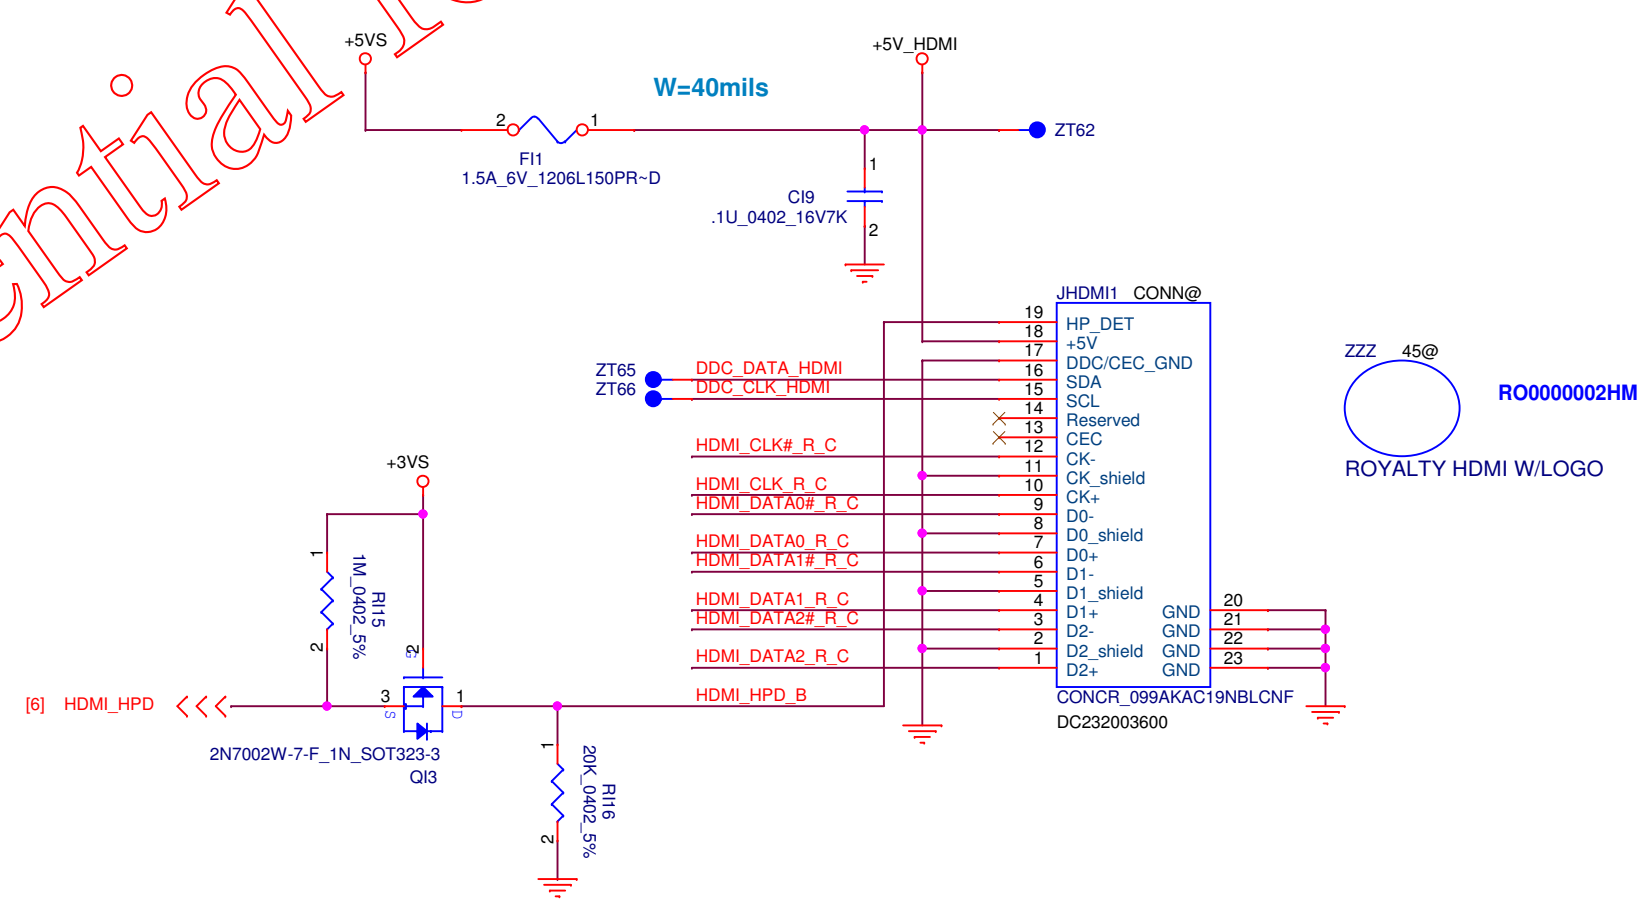 +5VS
+5V_HDMI
W=40mils
2
1
ZT62
FI1
1.5A_6V_1206L150PR~D
1
CI9
.1U_0402_16V7K
2
JHDMI1
CONN@
19
HP_DET
18
+5V
17
DDC/CEC_GND
ZT65
DDC_DATA_HDMI
16
SDA
ZT66
DDC_CLK_HDMI
15
SCL
14
Reserved
13
CEC
HDMI_CLK#_R_C
12
CK-
11
CK_shield
HDMI_CLK_R_C
10
CK+
HDMI_DATA0#_R_C
9
D0-
8
D0_shield
HDMI_DATA0_R_C
7
D0+
HDMI_DATA1#_R_C
6
D1-
5
D1_shield
HDMI_DATA1_R_C
4
D1+
HDMI_DATA2#_R_C
3
D2-
2
D2_shield
HDMI_DATA2_R_C
1
D2+
GND
20
GND
21
GND
22
GND
23
CONCR_099AKAC19NBLCNF
DC232003600
ZZZ
45@
RO0000002HM
ROYALTY HDMI W/LOGO
+3VS
1
RI15
1M_0402_5%
2
G
2
[6]
HDMI_HPD
3
S
1
D
HDMI_HPD_B
2N7002W-7-F_1N_SOT323-3
QI3
1
RI16
20K_0402_5%
2